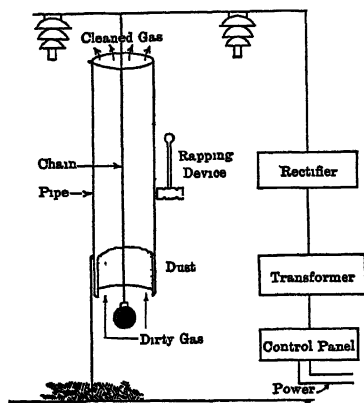 Cleaned Gas
Chain
Rapping
Device
Rectifier
Pipe
Dust
Transformer
Dirty Gas
Control Panel
Power